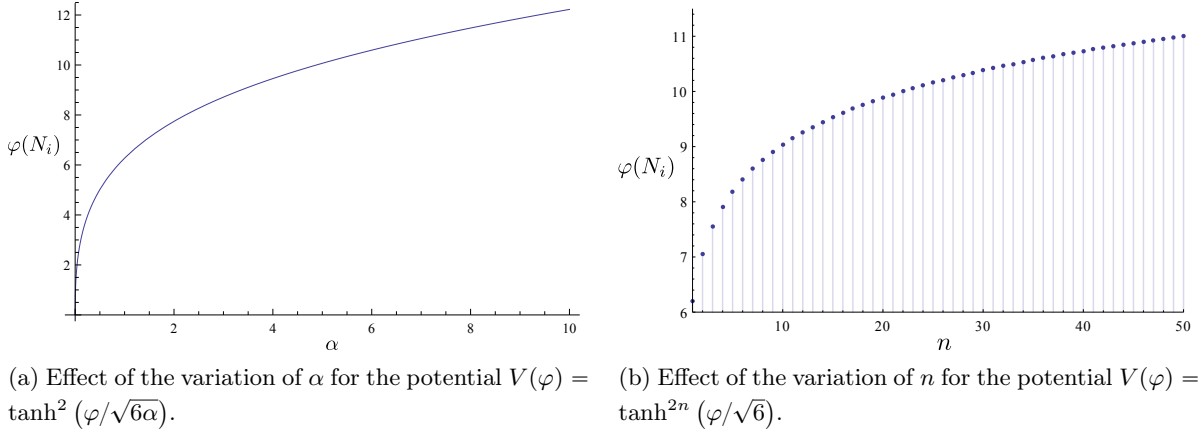 12
10
8
φ(Nᵢ)
6
4
2
2 4 6 8 10
α
11
10
9
φ(Nᵢ)
8
7
6
10 20 30 40 50
n
(a) Effect of the variation of α for the potential V(φ) =
tanh² (φ/√6α).
(b) Effect of the variation of n for the potential V(φ) =
tanh²ⁿ (φ/√6).